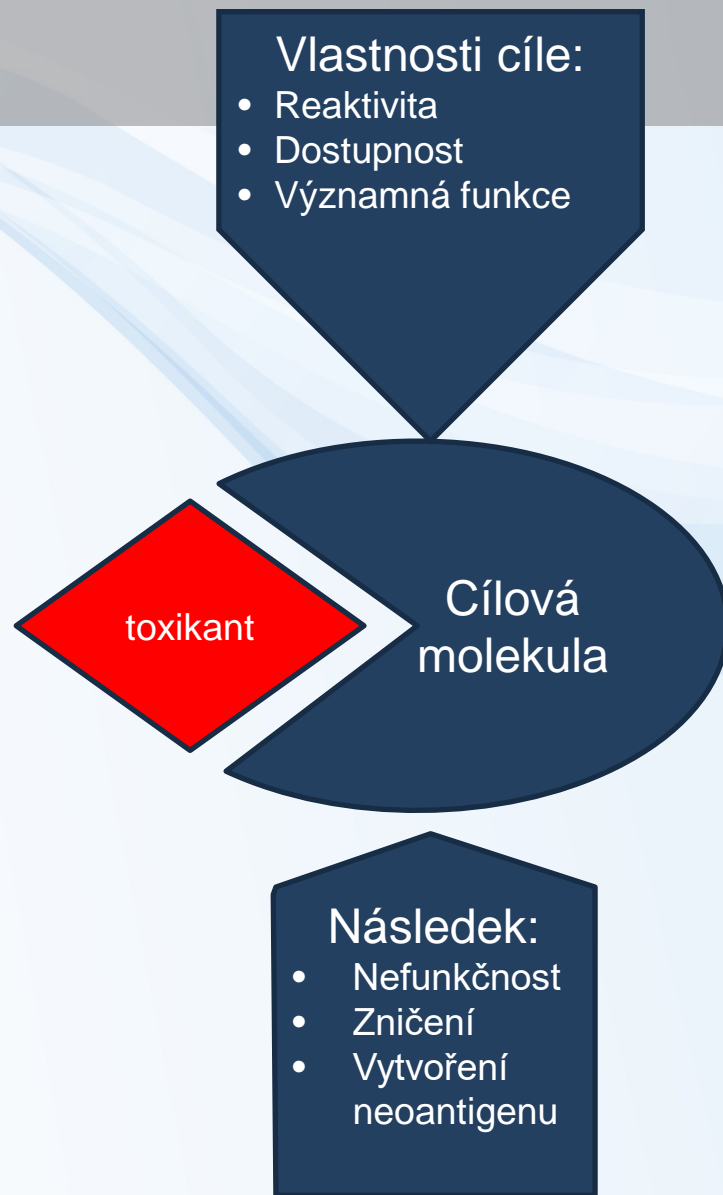 Vlastnosti cíle:
• Reaktivita
• Dostupnost
• Významná funkce
toxikant
Cílová
molekula
Následek:
• Nefunkčnost
• Zničení
• Vytvoření
neoantigenu